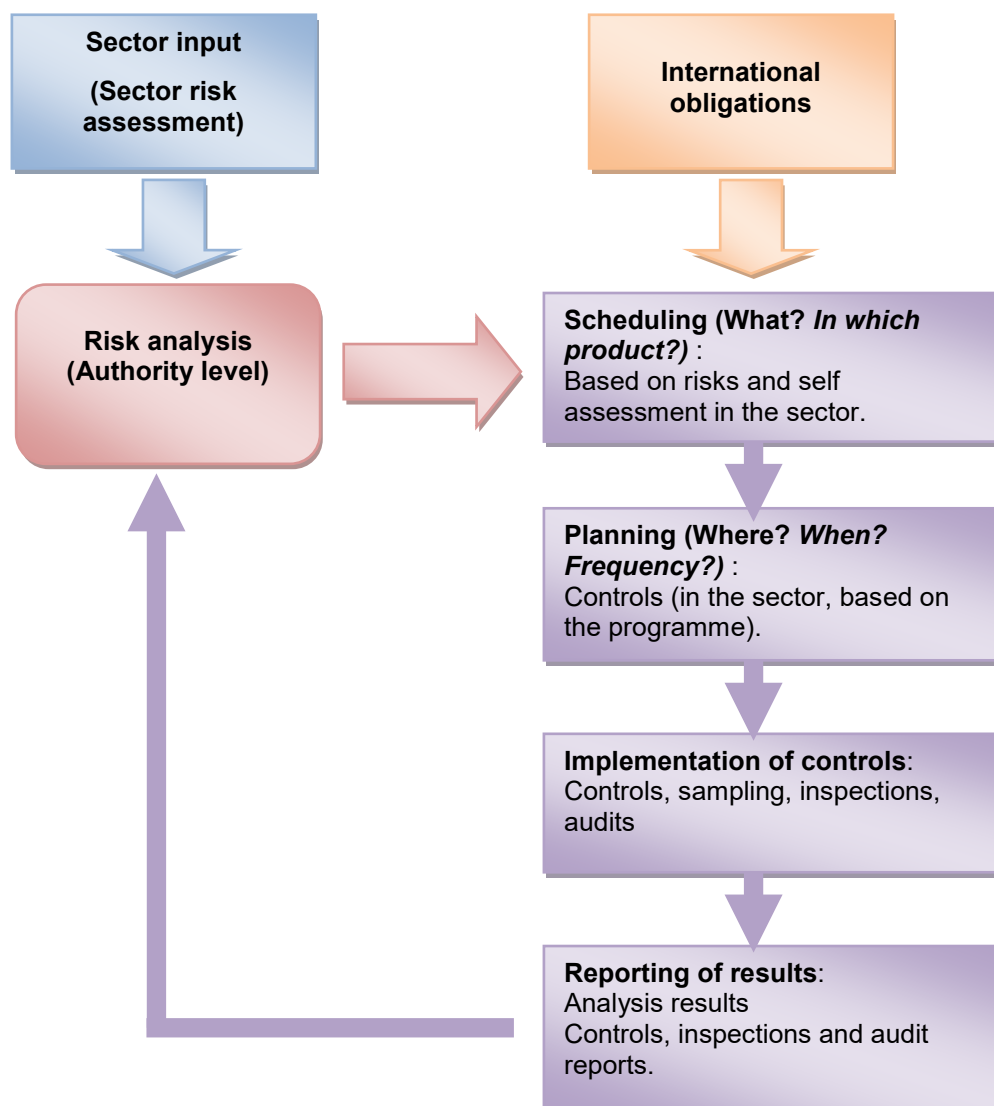 Sector input
(Sector risk
assessment)
International
obligations
Risk analysis
(Authority level)
Scheduling (What? In which
product?) :
Based on risks and self
assessment in the sector.
Planning (Where? When?
Frequency?) :
Controls (in the sector, based on
the programme).
Implementation of controls:
Controls, sampling, inspections,
audits
Reporting of results:
Analysis results
Controls, inspections and audit
reports.